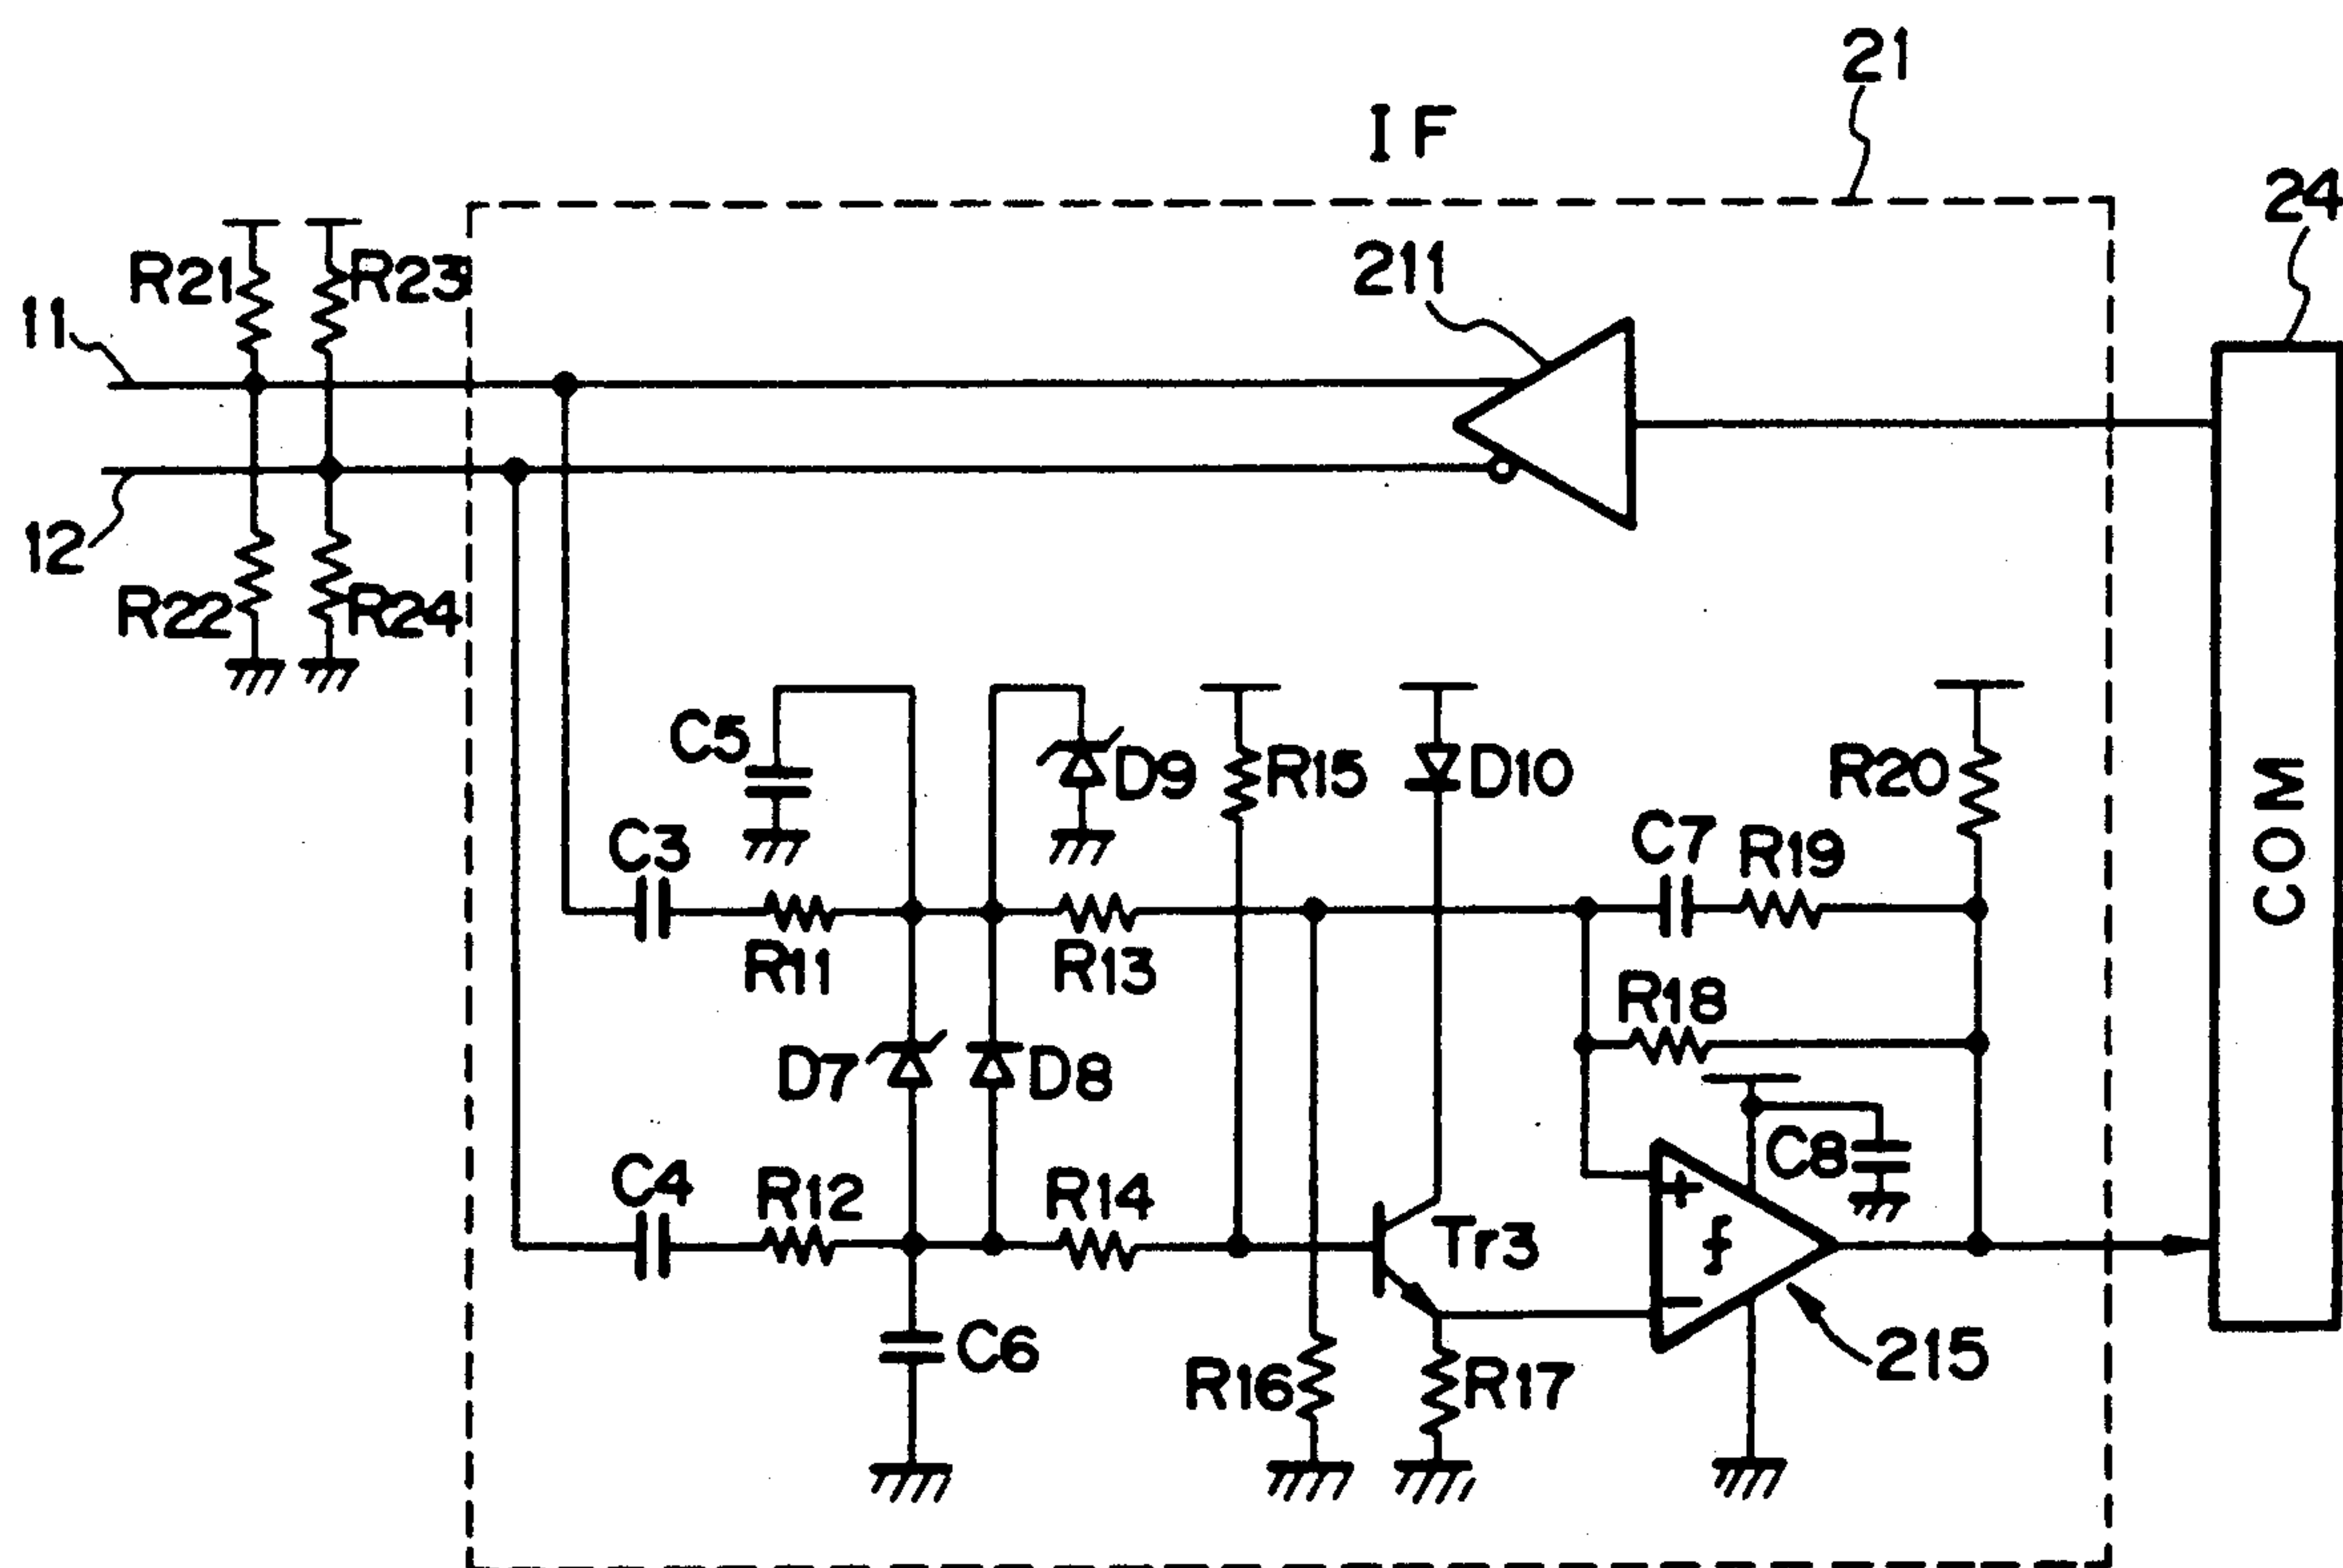 21
IF
24
211
R21
R23
11
12
R22
R24
C5
D9
R15
D10
R20
C3
C7
R19
COM
R11
R13
R18
D7
D8
C8
C4
R12
R14
+
Tr3
f
−
C6
R16
R17
215